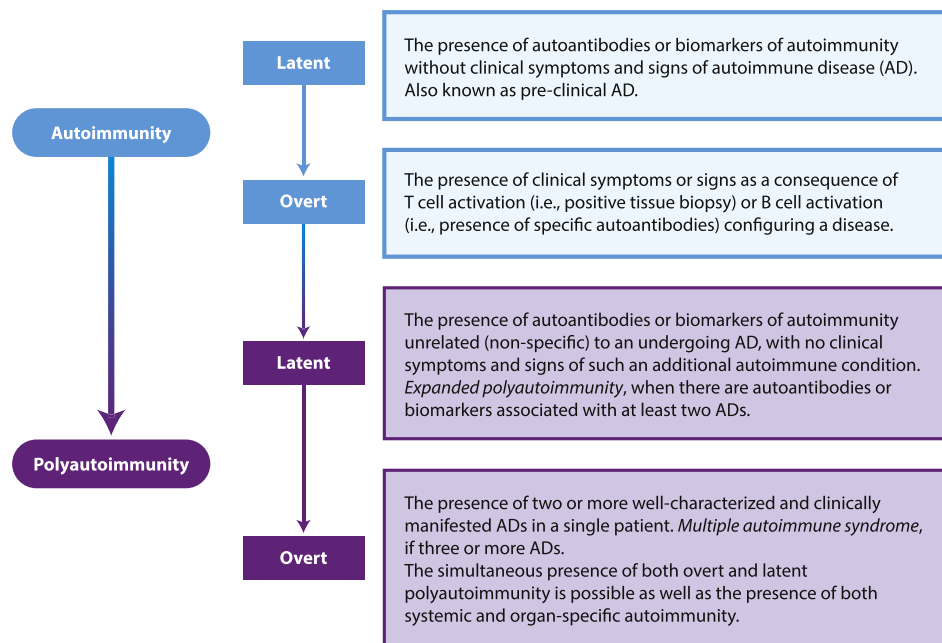 Latent
The presence of autoantibodies or biomarkers of autoimmunity
without clinical symptoms and signs of autoimmune disease (AD).
Also known as pre-clinical AD.
Autoimmunity
Overt
The presence of clinical symptoms or signs as a consequence of
T cell activation (i.e., positive tissue biopsy) or B cell activation
(i.e., presence of specific autoantibodies) configuring a disease.
Latent
The presence of autoantibodies or biomarkers of autoimmunity
unrelated (non-specific) to an undergoing AD, with no clinical
symptoms and signs of such an additional autoimmune condition.
Expanded polyautoimmunity, when there are autoantibodies or
biomarkers associated with at least two ADs.
Polyautoimmunity
Overt
The presence of two or more well-characterized and clinically
manifested ADs in a single patient. Multiple autoimmune syndrome,
if three or more ADs.
The simultaneous presence of both overt and latent
polyautoimmunity is possible as well as the presence of both
systemic and organ-specific autoimmunity.